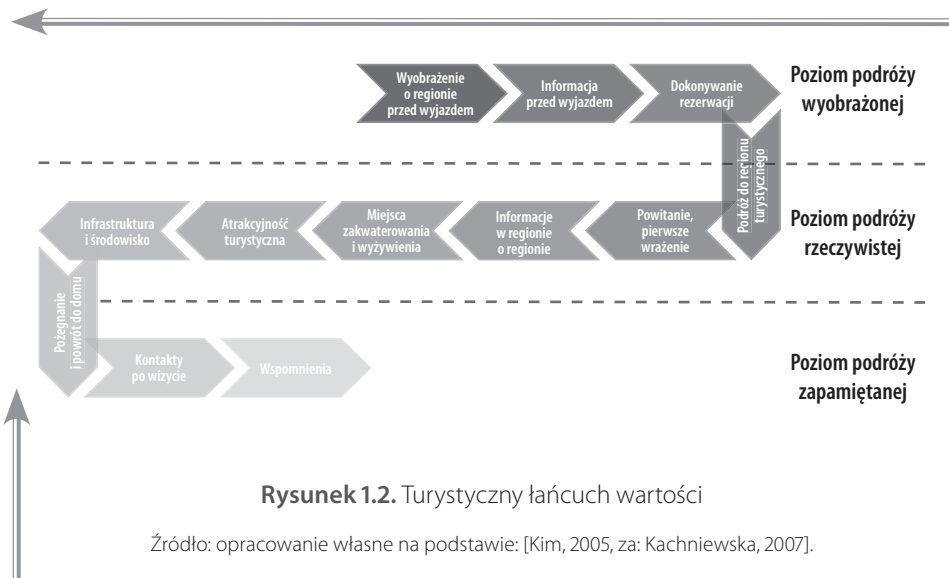 Wyobrażenie
o regionie
przed wyjazdem
Informacja
przed wyjazdem
Dokonywanie
rezerwacji
Poziom podróży
wyobrażonej
Podróż do regionu
turystycznego
Infrastruktura
i środowisko
Atrakcyjność
turystyczna
Miejsca
zakwaterowania
i wyżywienia
Informacje
w regionie
o regionie
Powitanie,
pierwsze
wrażenie
Poziom podróży
rzeczywistej
Pożegnanie
i powrót do domu
Kontakty
po wizycie
Wspomnienia
Poziom podróży
zapamiętanej
Rysunek 1.2. Turystyczny łańcuch wartości
Źródło: opracowanie własne na podstawie: [Kim, 2005, za: Kachniewska, 2007].